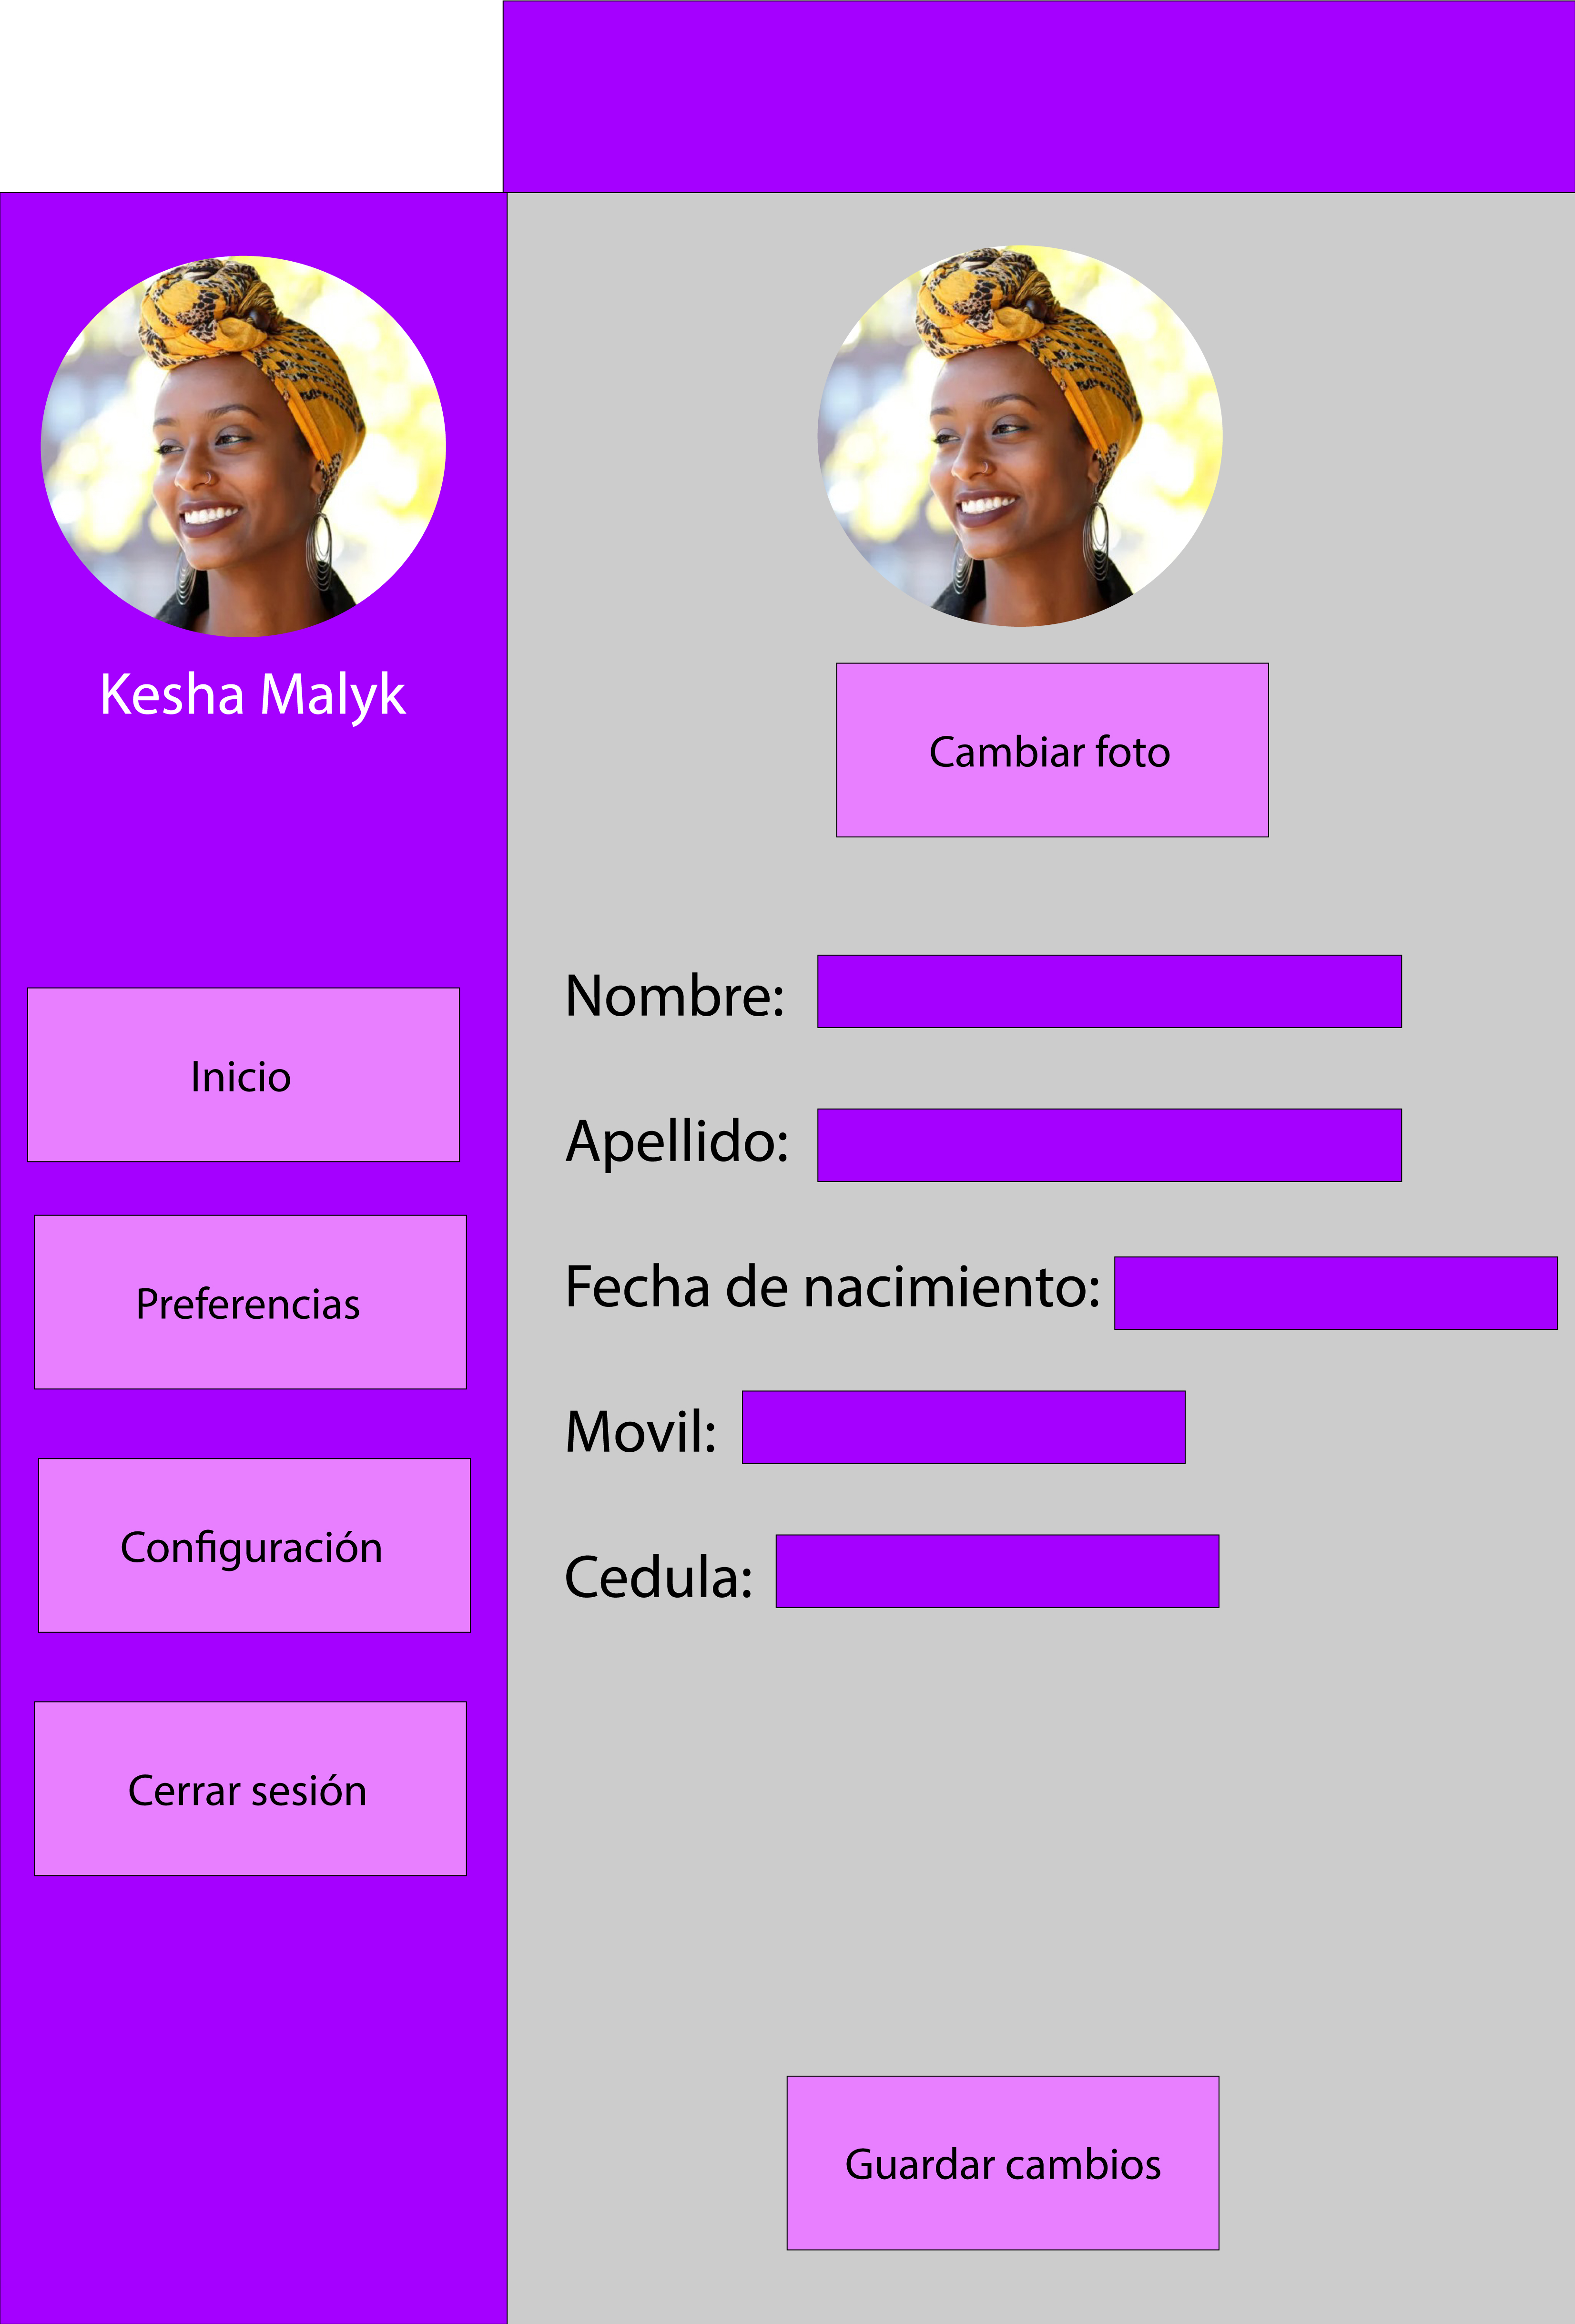 Kesha Malyk
Inicio
Preferencias
Configuración
Cerrar sesión
Cambiar foto
Nombre:
Apellido:
Fecha de nacimiento:
Movil:
Cedula:
Guardar cambios